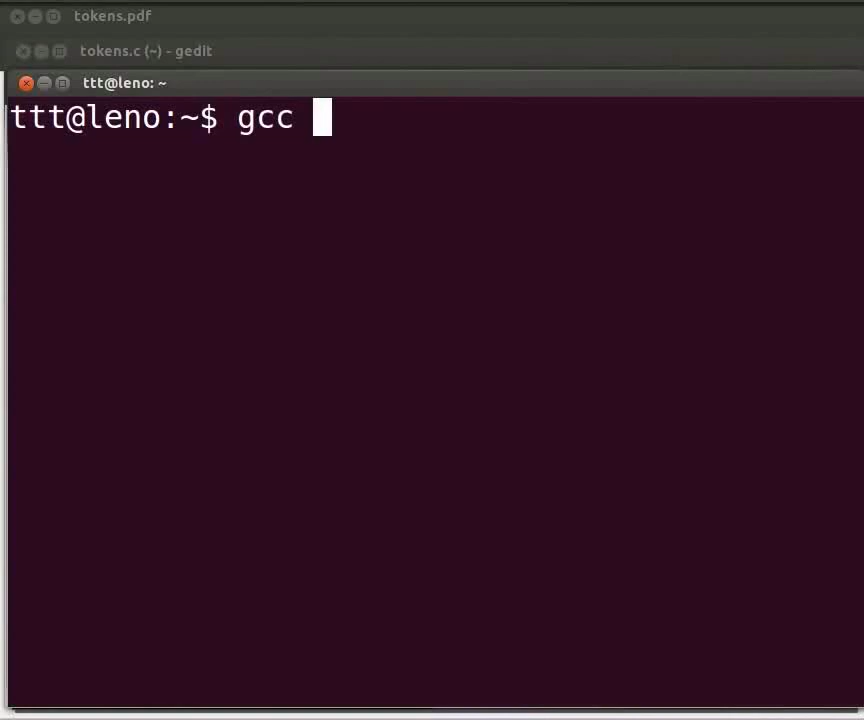 tokens.pdf
tokens.c (~) - gedit
ttt@leno: ~
ttt@leno:~$ gcc